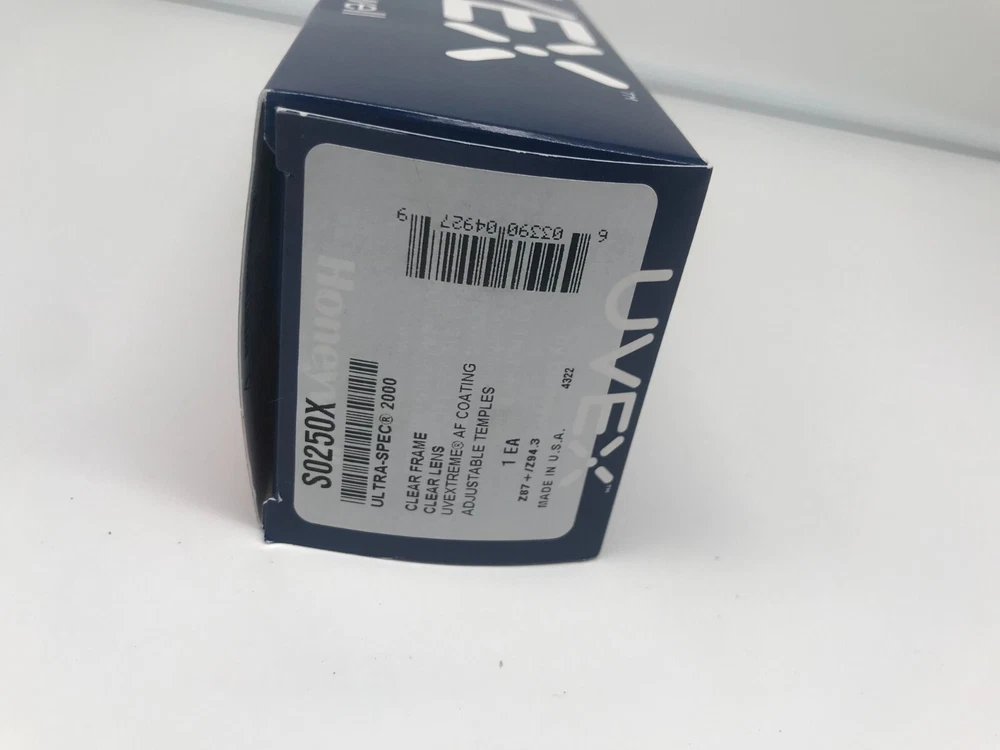 UVEX
S0250X
ULTRA-SPEC® 2000
CLEAR FRAME
CLEAR LENS
UVEXTREME® AF COATING
ADJUSTABLE TEMPLES
1 EA
Z87+/Z94.3
MADE IN U.S.A.
4322
6 03390 04927 9
Honey
UVEX™